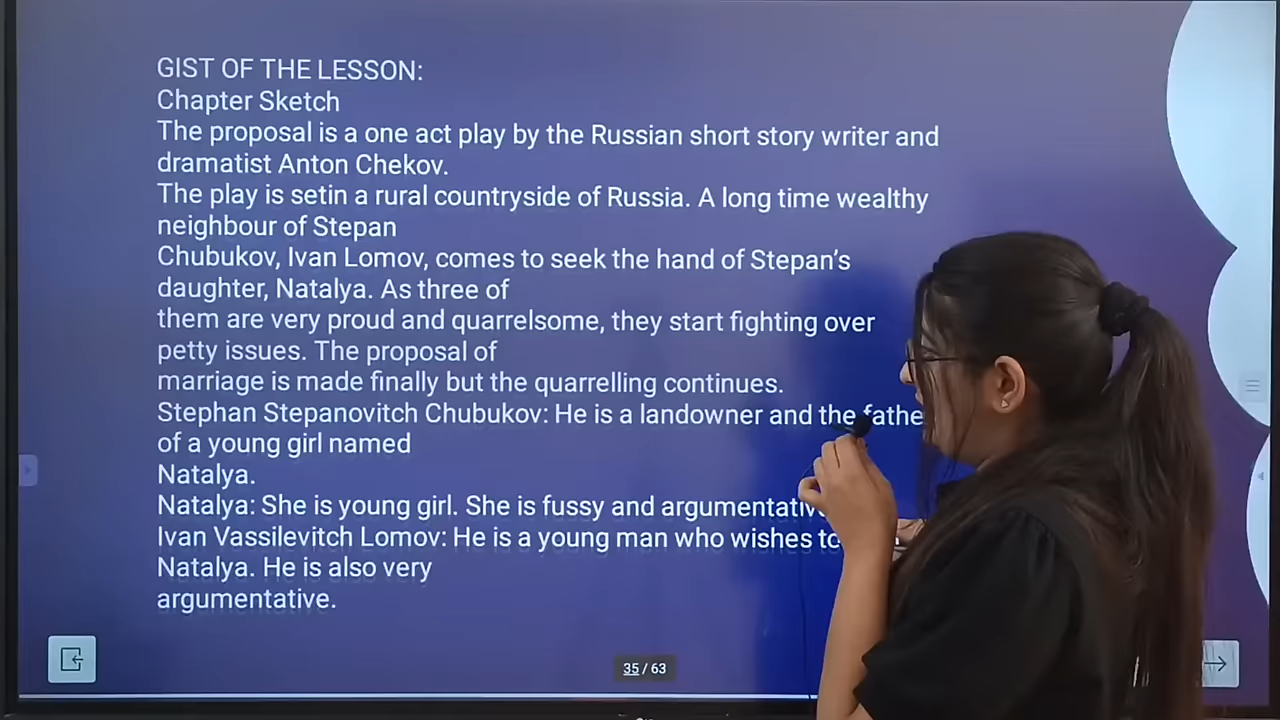 GIST OF THE LESSON:
Chapter Sketch
The proposal is a one act play by the Russian short story writer and
dramatist Anton Chekov.
The play is setin a rural countryside of Russia. A long time wealthy
neighbour of Stepan
Chubukov, Ivan Lomov, comes to seek the hand of Stepan's
daughter, Natalya. As three of
them are very proud and quarrelsome, they start fighting over
petty issues. The proposal of
marriage is made finally but the quarrelling continues.
Stephan Stepanovitch Chubukov: He is a landowner and the fathe
of a young girl named
Natalya.
Natalya: She is young girl. She is fussy and argumentativ
Ivan Vassilevitch Lomov: He is a young man who wishes to
Natalya. He is also very
argumentative.
35 / 63